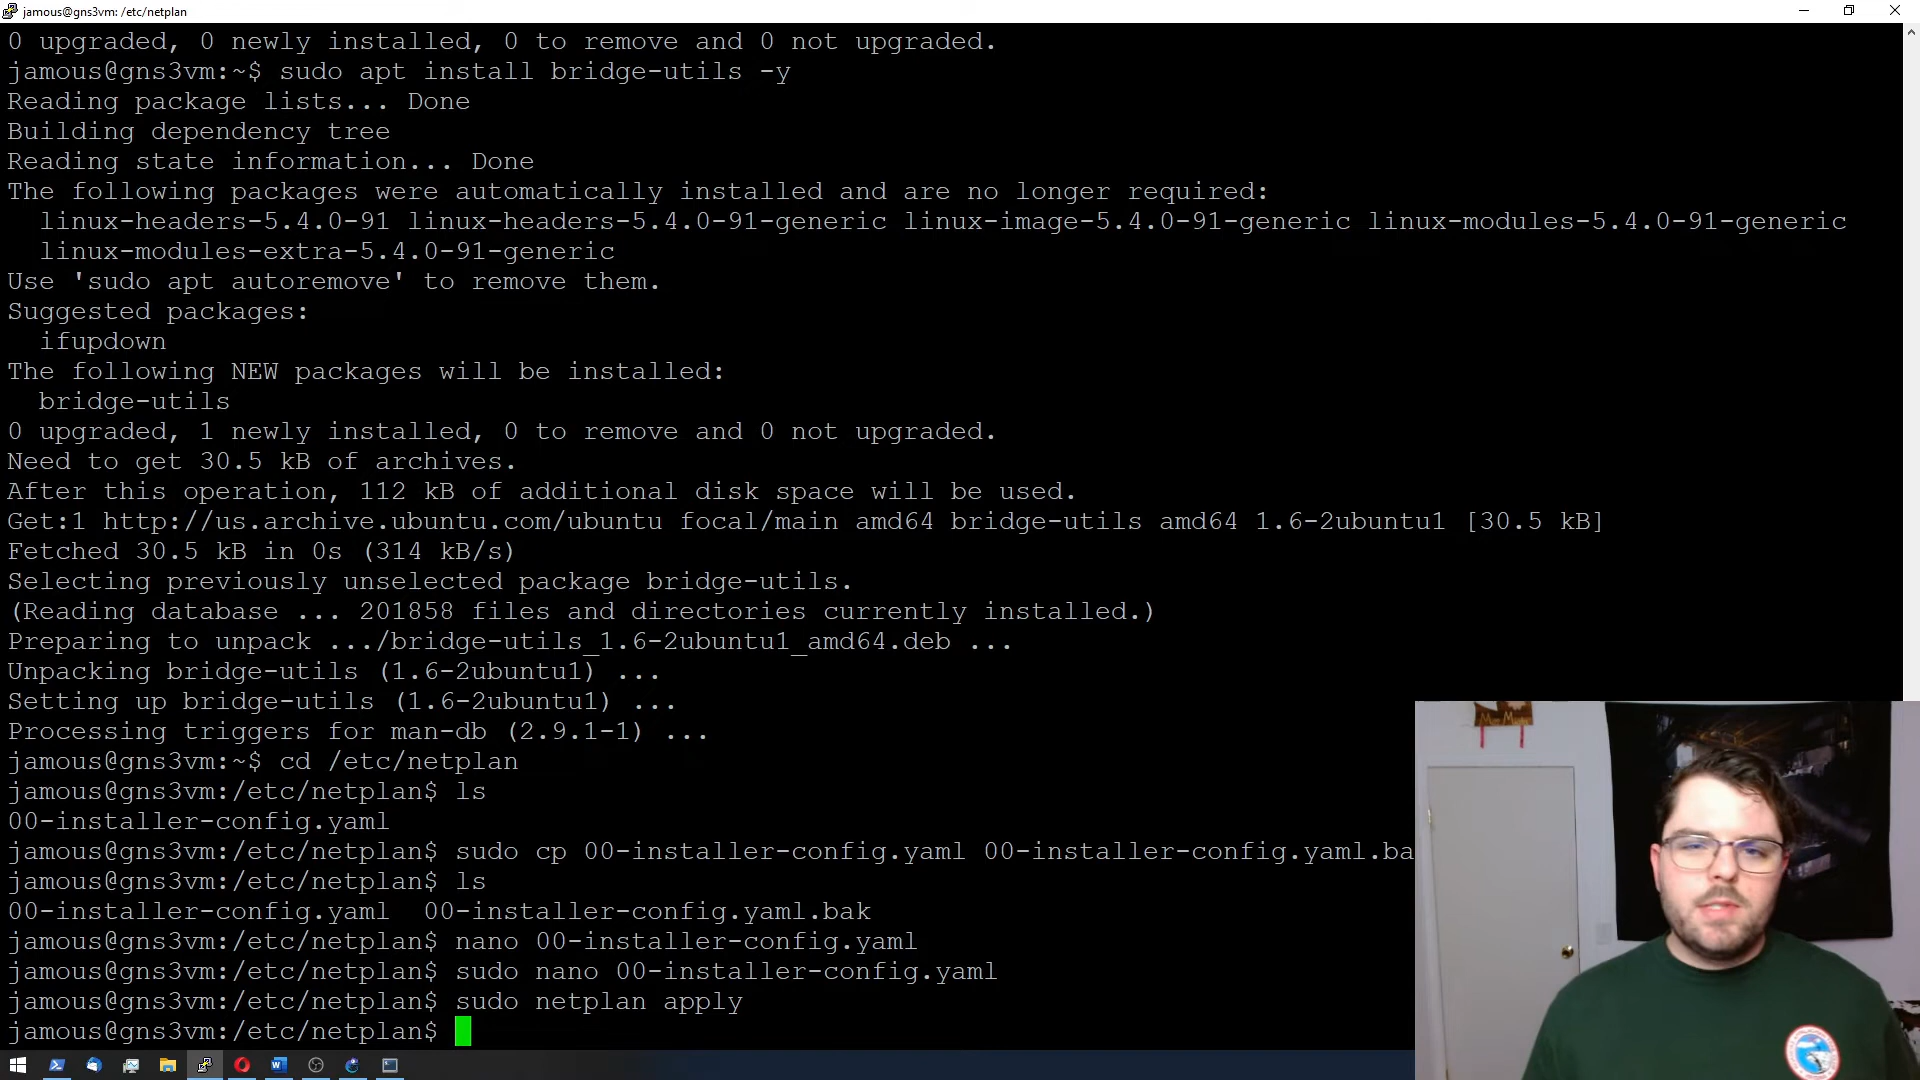 jamous@gns3vm: /etc/netplan
0 upgraded, 0 newly installed, 0 to remove and 0 not upgraded.
jamous@gns3vm:~$ sudo apt install bridge-utils -y
Reading package lists... Done
Building dependency tree
Reading state information... Done
The following packages were automatically installed and are no longer required:
linux-headers-5.4.0-91 linux-headers-5.4.0-91-generic linux-image-5.4.0-91-generic linux-modules-5.4.0-91-generic
linux-modules-extra-5.4.0-91-generic
Use 'sudo apt autoremove' to remove them.
Suggested packages:
ifupdown
The following NEW packages will be installed:
bridge-utils
0 upgraded, 1 newly installed, 0 to remove and 0 not upgraded.
Need to get 30.5 kB of archives.
After this operation, 112 kB of additional disk space will be used.
Get:1 http://us.archive.ubuntu.com/ubuntu focal/main amd64 bridge-utils amd64 1.6-2ubuntu1 [30.5 kB]
Fetched 30.5 kB in 0s (314 kB/s)
Selecting previously unselected package bridge-utils.
(Reading database ... 201858 files and directories currently installed.)
Preparing to unpack .../bridge-utils_1.6-2ubuntu1_amd64.deb ...
Unpacking bridge-utils (1.6-2ubuntu1) ...
Setting up bridge-utils (1.6-2ubuntu1) ...
Processing triggers for man-db (2.9.1-1) ...
jamous@gns3vm:~$ cd /etc/netplan
jamous@gns3vm:/etc/netplan$ ls
00-installer-config.yaml
jamous@gns3vm:/etc/netplan$ sudo cp 00-installer-config.yaml 00-installer-config.yaml.ba
jamous@gns3vm:/etc/netplan$ ls
00-installer-config.yaml  00-installer-config.yaml.bak
jamous@gns3vm:/etc/netplan$ nano 00-installer-config.yaml
jamous@gns3vm:/etc/netplan$ sudo nano 00-installer-config.yaml
jamous@gns3vm:/etc/netplan$ sudo netplan apply
jamous@gns3vm:/etc/netplan$